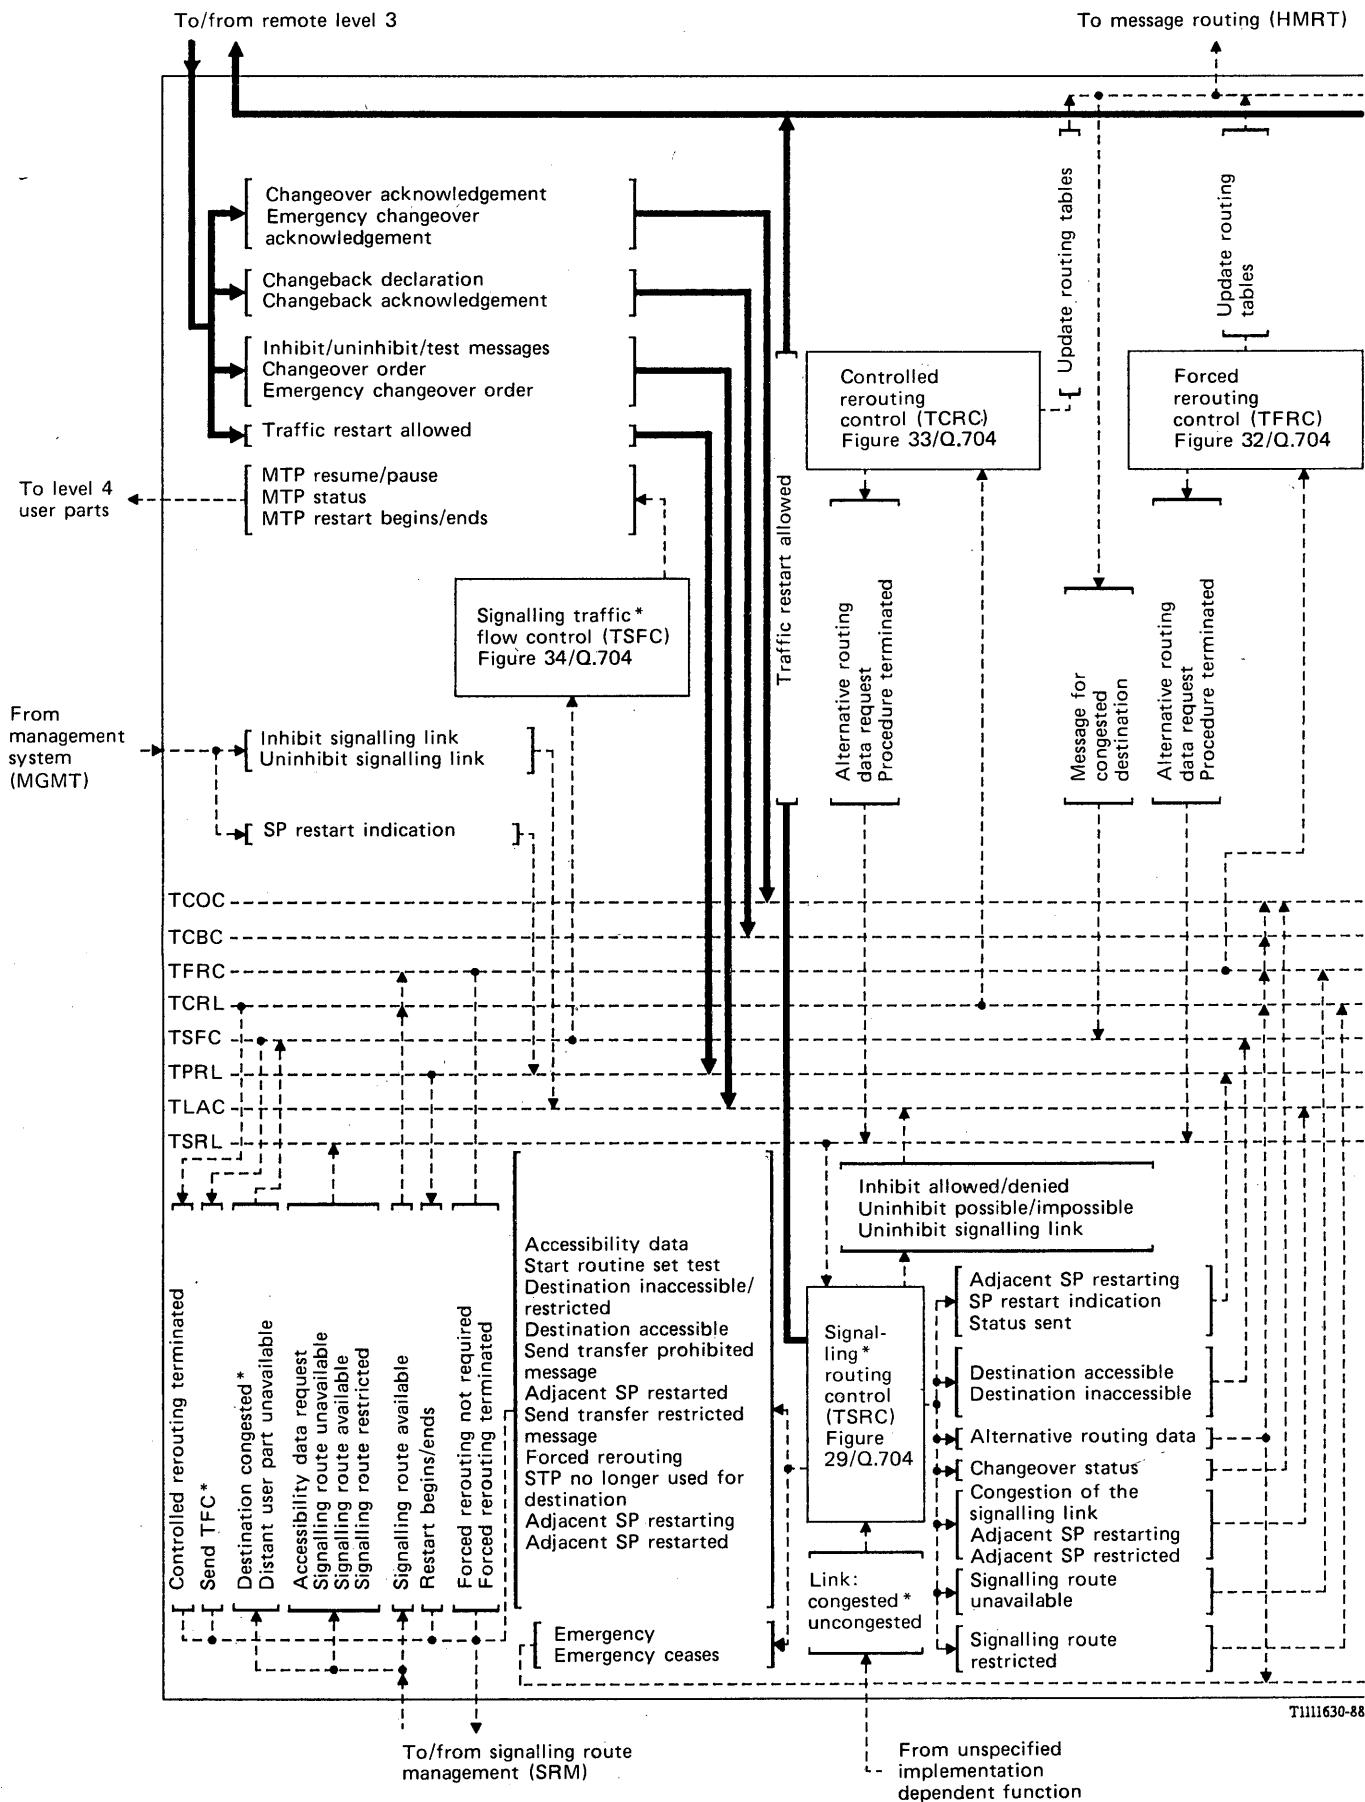 To/from remote level 3
To message routing (HMRT)
Changeover acknowledgement
Emergency changeover
acknowledgement
Changeback declaration
Changeback acknowledgement
Inhibit/uninhibit/test messages
Changeover order
Emergency changeover order
Traffic restart allowed
MTP resume/pause
MTP status
MTP restart begins/ends
To level 4
user parts
Traffic restart allowed
Controlled
rerouting
control (TCRC)
Figure 33/Q.704
Update routing tables
Forced
rerouting
control (TFRC)
Figure 32/Q.704
Update routing
tables
Signalling traffic*
flow control (TSFC)
Figure 34/Q.704
Alternative routing
data request
Procedure terminated
Message for
congested
destination
Alternative routing
data request
Procedure terminated
From
management
system
(MGMT)
Inhibit signalling link
Uninhibit signalling link
SP restart indication
TCOC
TCBC
TFRC
TCRL
TSFC
TPRL
TLAC
TSRL
Controlled rerouting terminated
Send TFC*
Destination congested*
Distant user part unavailable
Accessibility data request
Signalling route unavailable
Signalling route available
Signalling route restricted
Signalling route available
Restart begins/ends
Forced rerouting not required
Forced rerouting terminated
Accessibility data
Start routine set test
Destination inaccessible/
restricted
Destination accessible
Send transfer prohibited
message
Adjacent SP restarted
Send transfer restricted
message
Forced rerouting
STP no longer used for
destination
Adjacent SP restarting
Adjacent SP restarted
Emergency
Emergency ceases
Inhibit allowed/denied
Uninhibit possible/impossible
Uninhibit signalling link
Signal-
ling*
routing
control
(TSRC)
Figure
29/Q.704
Link:
congested*
uncongested
Adjacent SP restarting
SP restart indication
Status sent
Destination accessible
Destination inaccessible
Alternative routing data
Changeover status
Congestion of the
signalling link
Adjacent SP restarting
Adjacent SP restricted
Signalling route
unavailable
Signalling route
restricted
T1111630-88
To/from signalling route
management (SRM)
From unspecified
implementation
dependent function